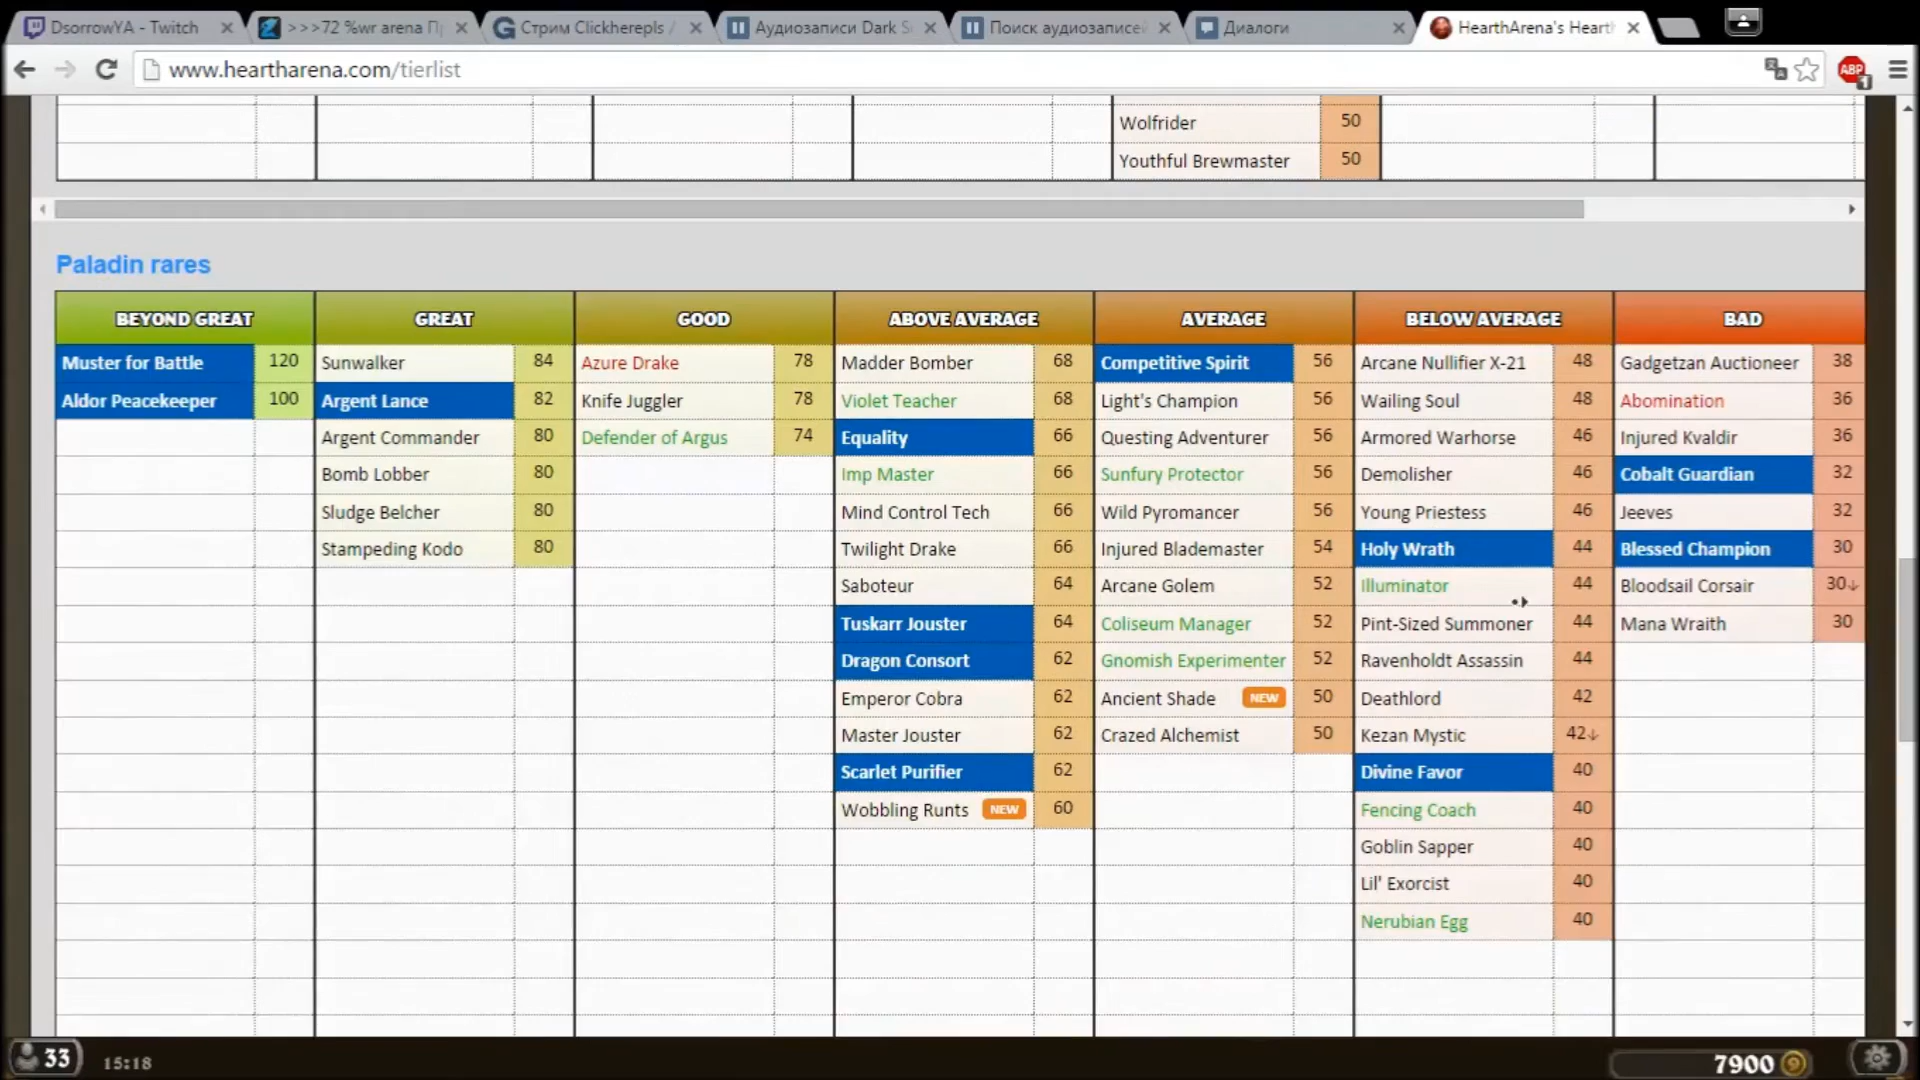 DsorrowYA - Twitch
>>>72 %wr arena П
Стрим Clickherepls /
Аудиозаписи Dark S
Поиск аудиозаписей
Диалоги
HearthArena's Heart
www.heartharena.com/tierlist
ABP
1
Wolfrider 50
Youthful Brewmaster 50
Paladin rares
BEYOND GREAT GREAT GOOD ABOVE AVERAGE AVERAGE BELOW AVERAGE BAD
Muster for Battle 120 Sunwalker 84 Azure Drake 78 Madder Bomber 68 Competitive Spirit 56 Arcane Nullifier X-21 48 Gadgetzan Auctioneer 38
Aldor Peacekeeper 100 Argent Lance 82 Knife Juggler 78 Violet Teacher 68 Light's Champion 56 Wailing Soul 48 Abomination 36
Argent Commander 80 Defender of Argus 74 Equality 66 Questing Adventurer 56 Armored Warhorse 46 Injured Kvaldir 36
Bomb Lobber 80 Imp Master 66 Sunfury Protector 56 Demolisher 46 Cobalt Guardian 32
Sludge Belcher 80 Mind Control Tech 66 Wild Pyromancer 56 Young Priestess 46 Jeeves 32
Stampeding Kodo 80 Twilight Drake 66 Injured Blademaster 54 Holy Wrath 44 Blessed Champion 30
Saboteur 64 Arcane Golem 52 Illuminator 44 Bloodsail Corsair 30↓
Tuskarr Jouster 64 Coliseum Manager 52 Pint-Sized Summoner 44 Mana Wraith 30
Dragon Consort 62 Gnomish Experimenter 52 Ravenholdt Assassin 44
Emperor Cobra 62 Ancient Shade NEW 50 Deathlord 42
Master Jouster 62 Crazed Alchemist 50 Kezan Mystic 42↓
Scarlet Purifier 62 Divine Favor 40
Wobbling Runts NEW 60 Fencing Coach 40
Goblin Sapper 40
Lil' Exorcist 40
Nerubian Egg 40
33 15:18 7900